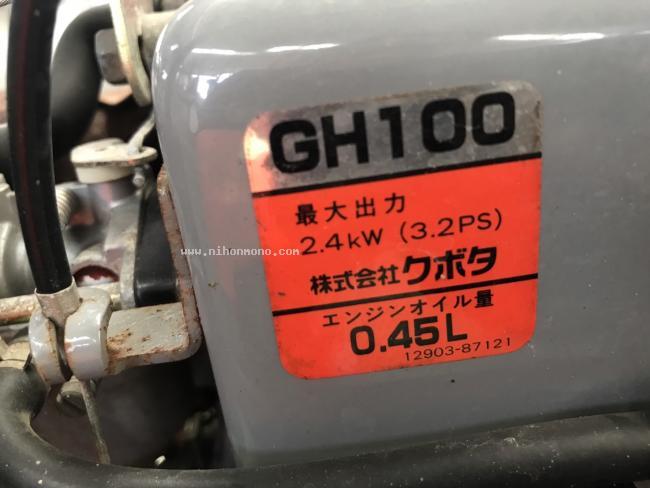 GH100
最大出力
2.4kW (3.2PS)
www.nihonmono.com
株式会社クボタ
エンジンオイル量
0.45L
12903-87121